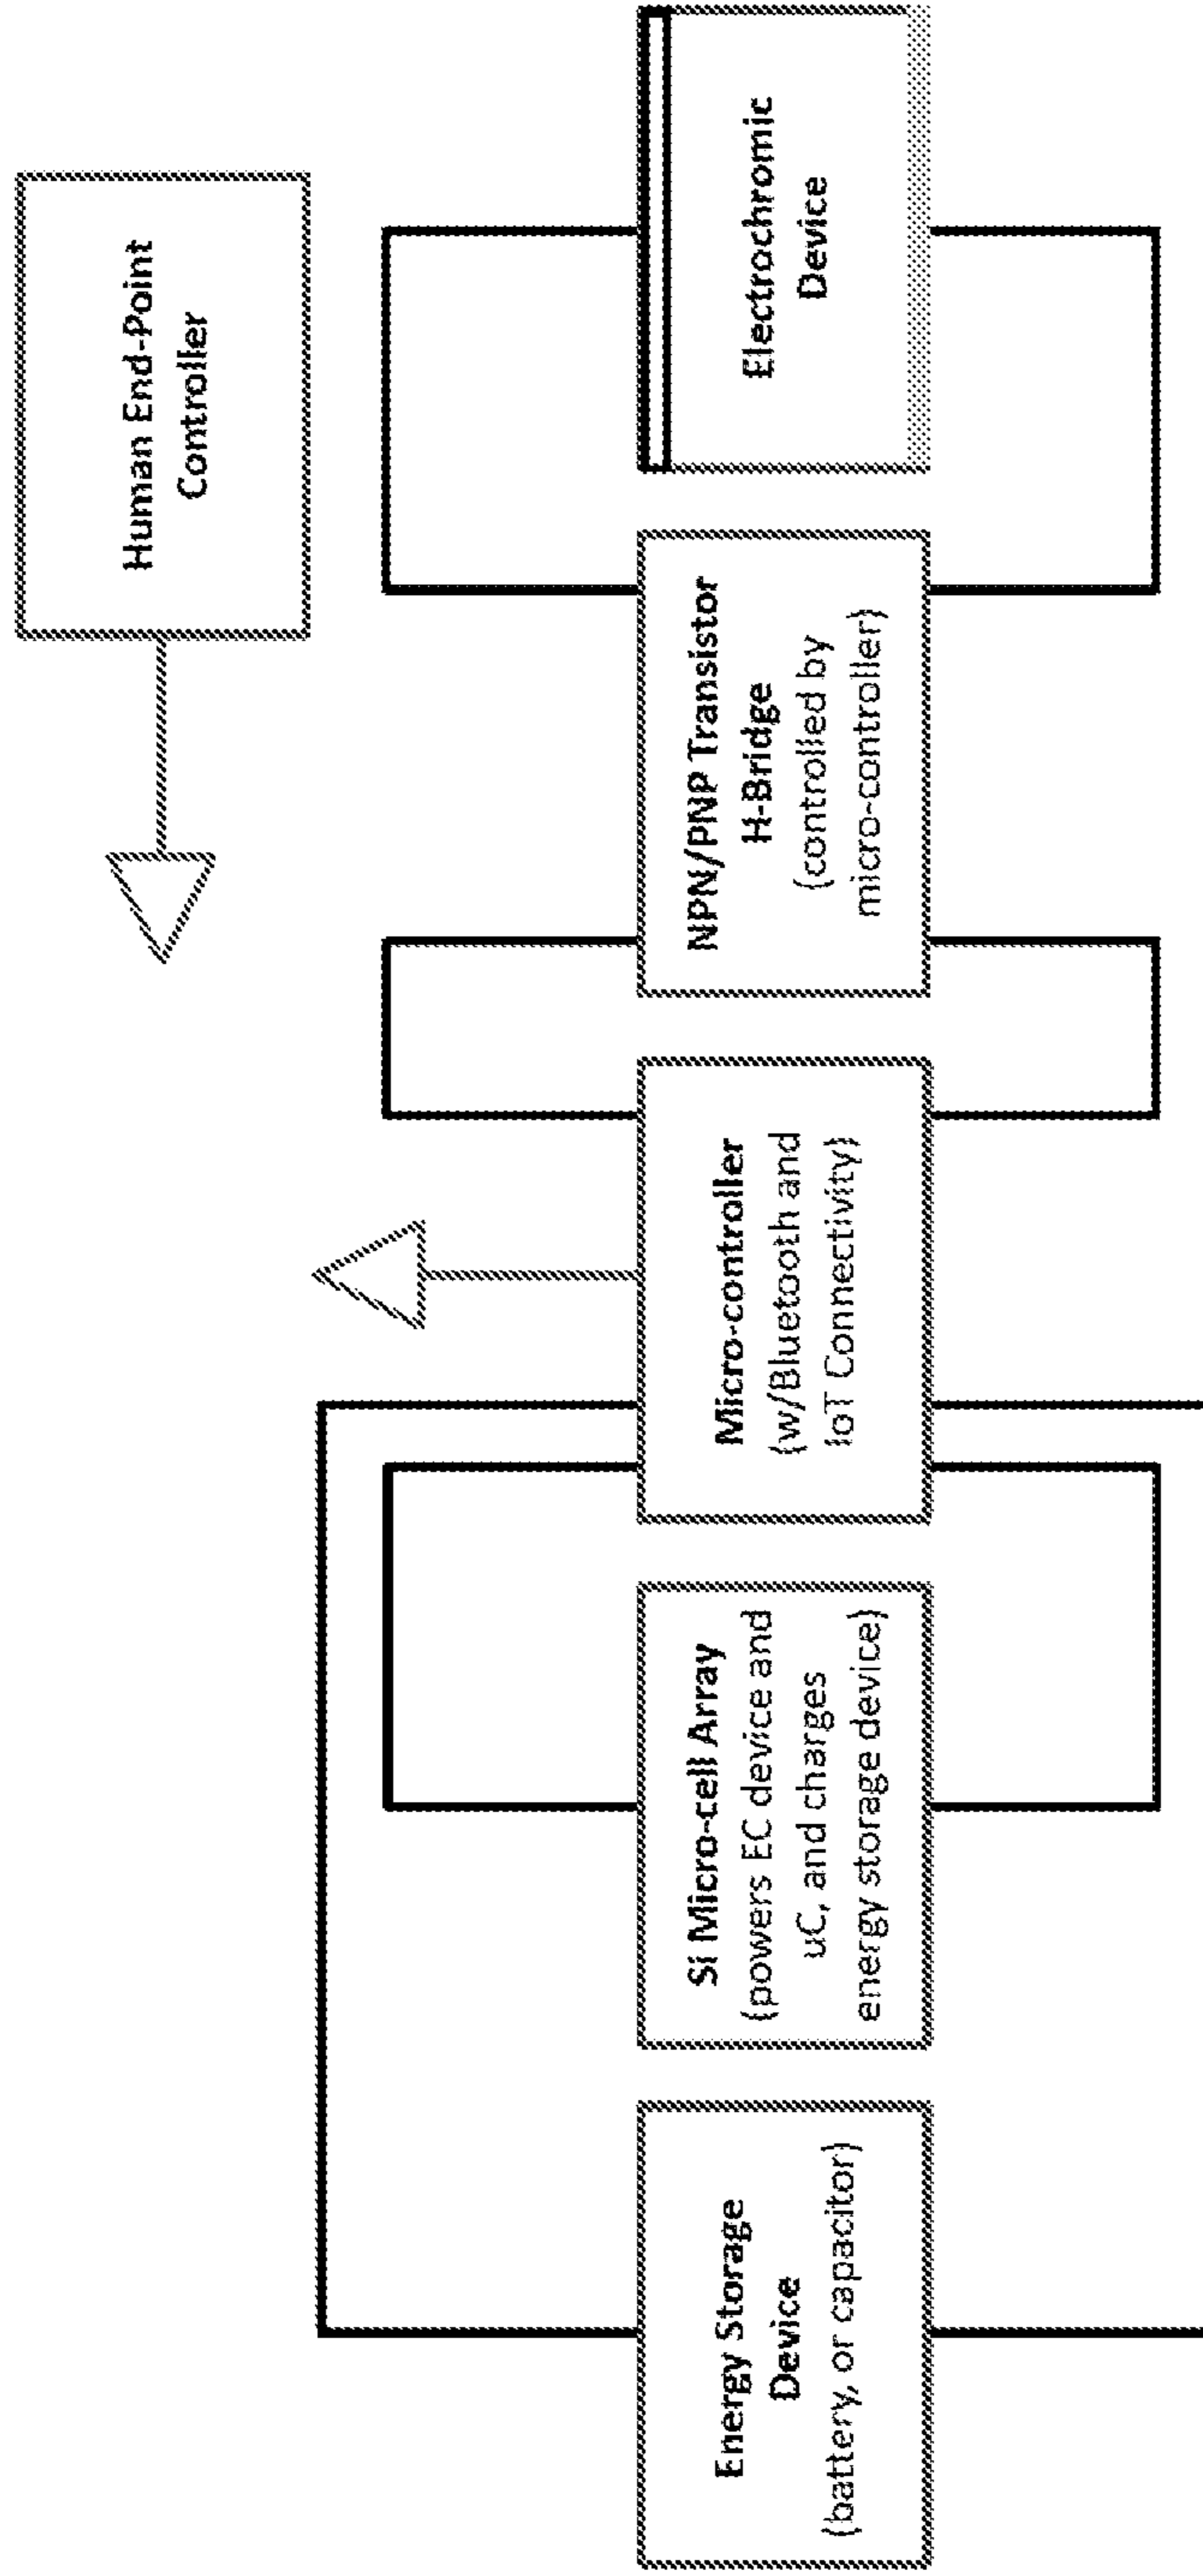 Human End-Point
Controller
Energy Storage
Device
(battery, or capacitor)
Si Micro-cell Array
(powers EC device and
uC, and charges
energy storage device)
Micro-controller
(w/Bluetooth and
IoT Connectivity)
NPN/PNP Transistor
H-Bridge
(controlled by
micro-controller)
Electrochromic
Device